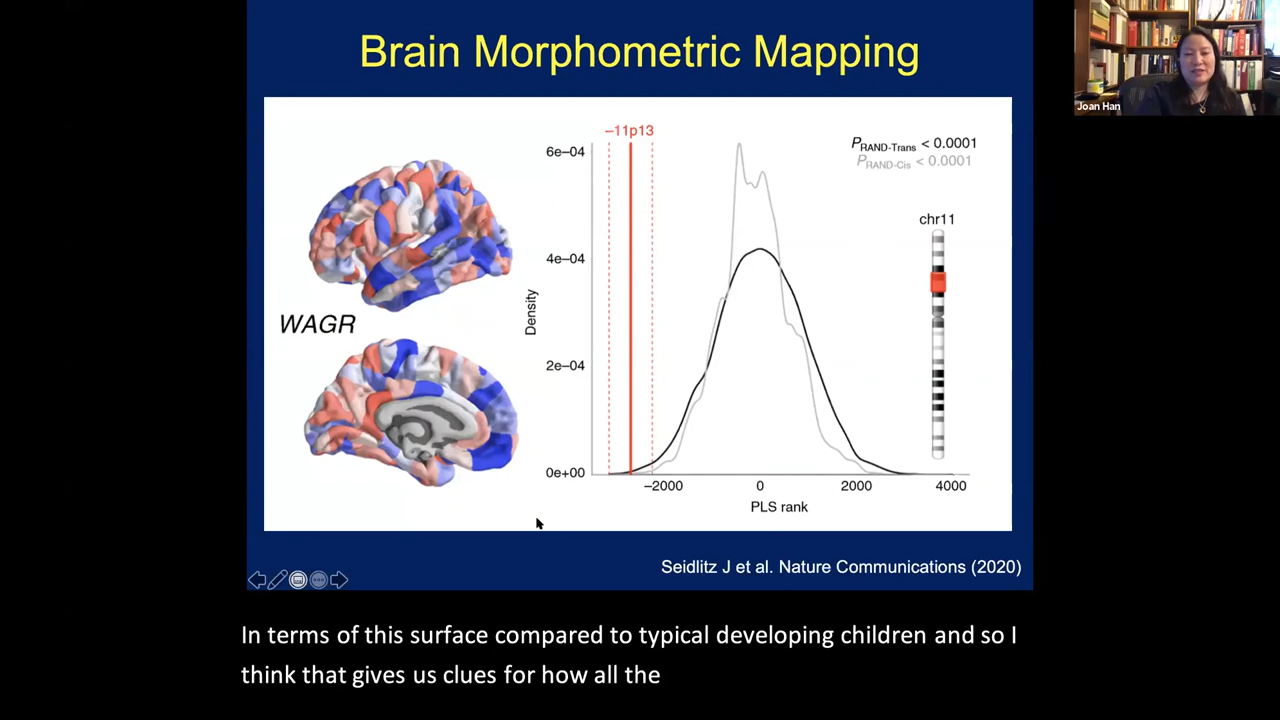 Brain Morphometric Mapping
Joan Han
–11p13
6e–04
4e–04
2e–04
0e+00
Density
–2000
0
2000
4000
PLS rank
PRAND-Trans < 0.0001
PRAND-Cis < 0.0001
chr11
WAGR
Seidlitz J et al. Nature Communications (2020)
In terms of this surface compared to typical developing children and so I
think that gives us clues for how all the